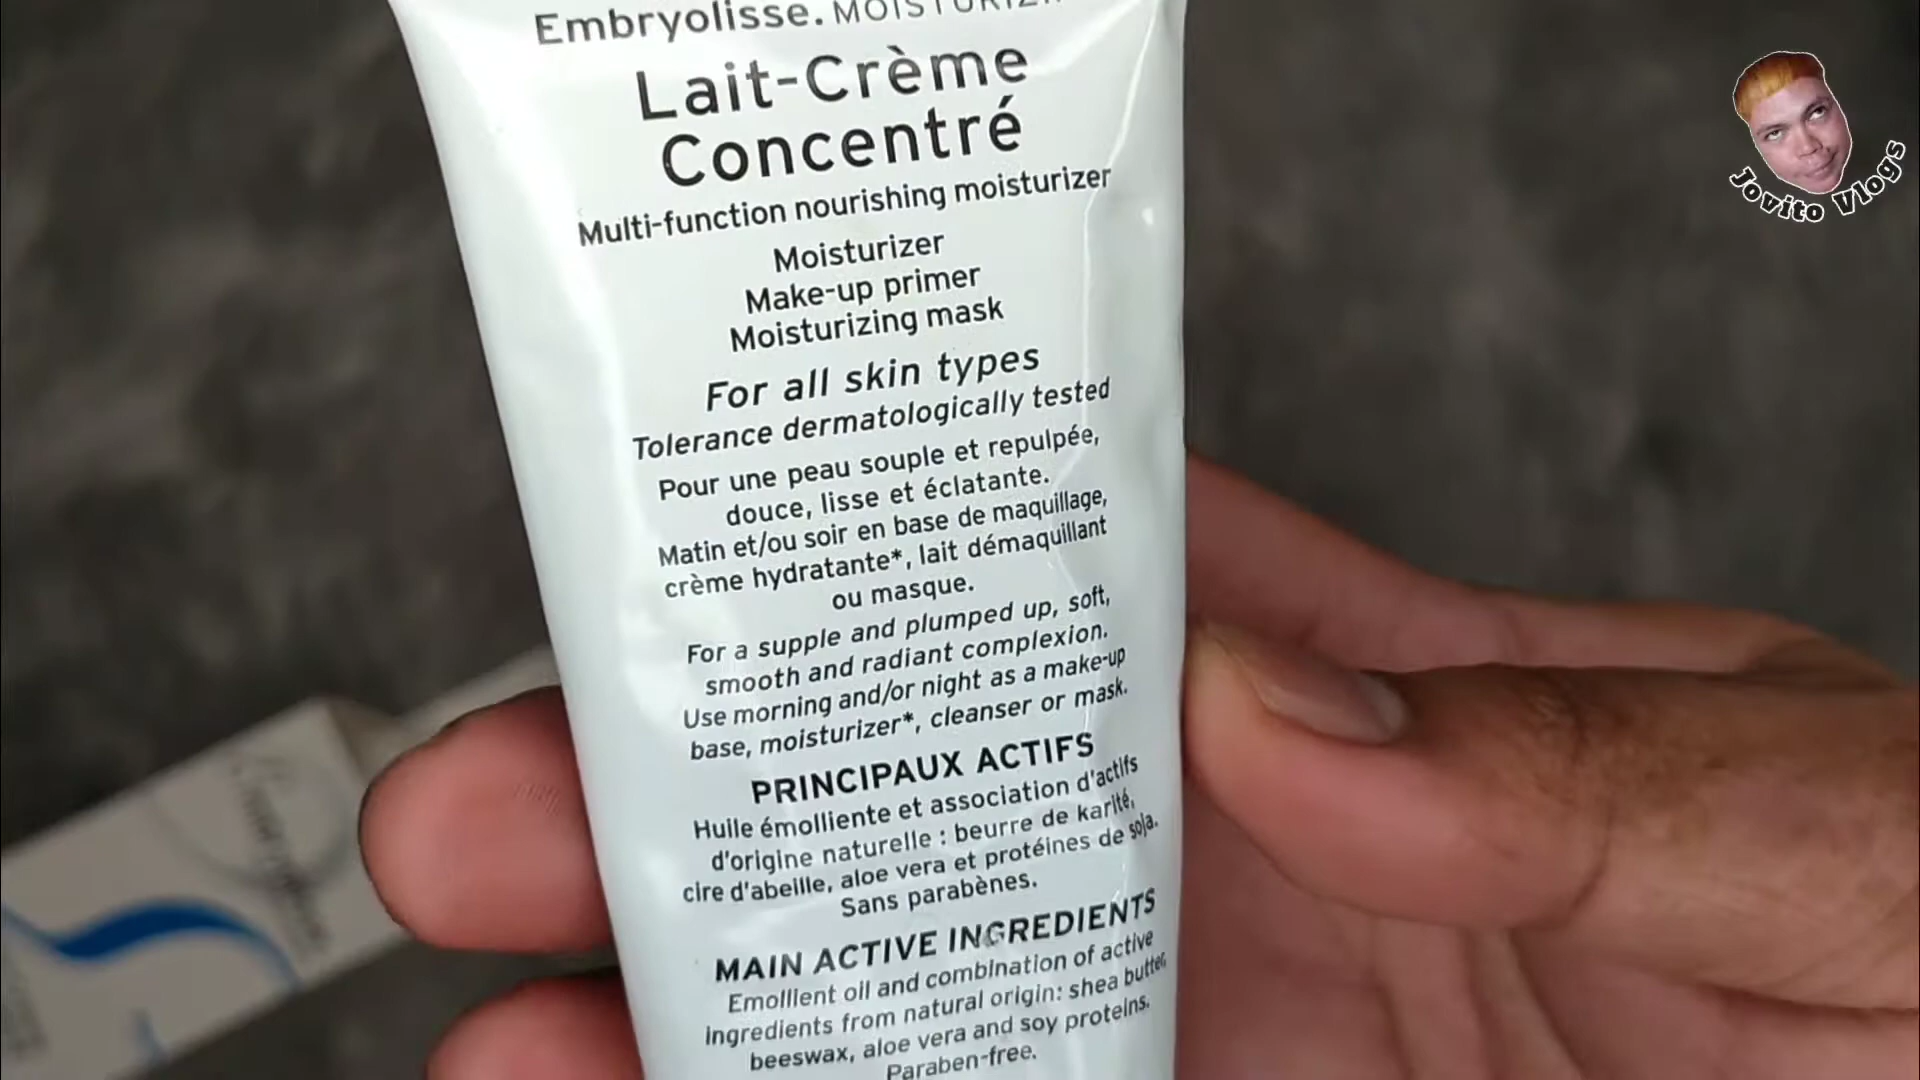 Embryolisse. MOISTURIZ
Lait-Crème
Concentré
Multi-function nourishing moisturizer
Moisturizer
Make-up primer
Moisturizing mask
For all skin types
Tolerance dermatologically tested
Pour une peau souple et repulpée,
douce, lisse et éclatante.
Matin et/ou soir en base de maquillage,
crème hydratante*, lait démaquillant
ou masque.
For a supple and plumped up, soft,
smooth and radiant complexion.
Use morning and/or night as a make-up
base, moisturizer*, cleanser or mask.
PRINCIPAUX ACTIFS
Huile émolliente et association d'actifs
d'origine naturelle : beurre de karité,
cire d'abeille, aloe vera et protéines de soja.
Sans parabènes.
MAIN ACTIVE INGREDIENTS
Emollient oil and combination of active
ingredients from natural origin: shea butter,
beeswax, aloe vera and soy proteins.
Paraben-free.
Jovito Vlogs